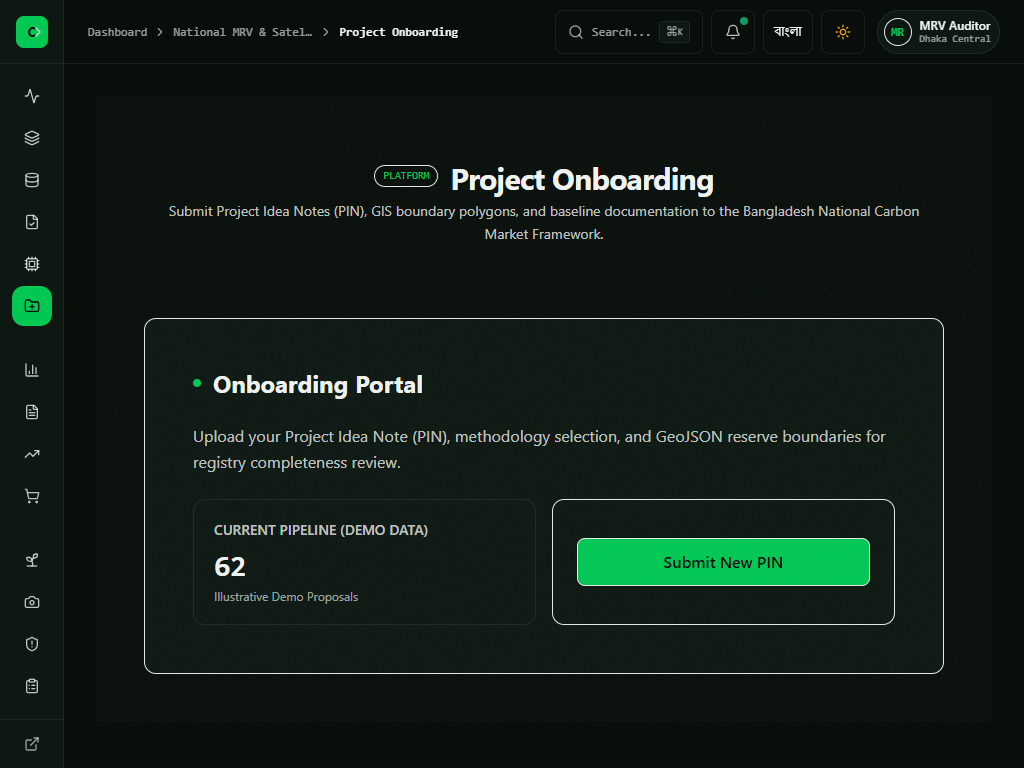 C>
Dashboard
National MRV & Satel…
Project Onboarding
Search...
⌘K
বাংলা
MR
MRV Auditor
Dhaka Central
PLATFORM
Project Onboarding
Submit Project Idea Notes (PIN), GIS boundary polygons, and baseline documentation to the Bangladesh National Carbon
Market Framework.
Onboarding Portal
Upload your Project Idea Note (PIN), methodology selection, and GeoJSON reserve boundaries for
registry completeness review.
CURRENT PIPELINE (DEMO DATA)
62
Illustrative Demo Proposals
Submit New PIN